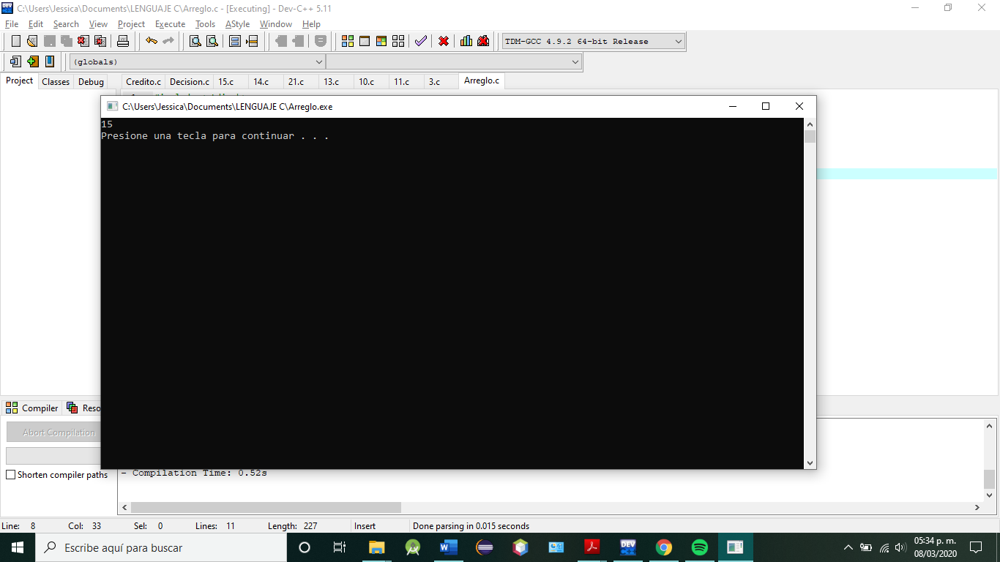 C:\Users\Jessica\Documents\LENGUAJE C\Arreglo.c - [Executing] - Dev-C++ 5.11
File Edit Search View Project Execute Tools AStyle Window Help
TDM-GCC 4.9.2 64-bit Release
(globals)
Project Classes Debug
Credito.c Decision.c 15.c 14.c 21.c 13.c 10.c 11.c 3.c Arreglo.c
C:\Users\Jessica\Documents\LENGUAJE C\Arreglo.exe
15
Presione una tecla para continuar . . .
Compiler Reso
Abort Compilation
Shorten compiler paths
- Compilation Time: 0.52s
Line: 8 Col: 33 Sel: 0 Lines: 11 Length: 227 Insert Done parsing in 0.015 seconds
Escribe aquí para buscar
05:34 p. m.
08/03/2020